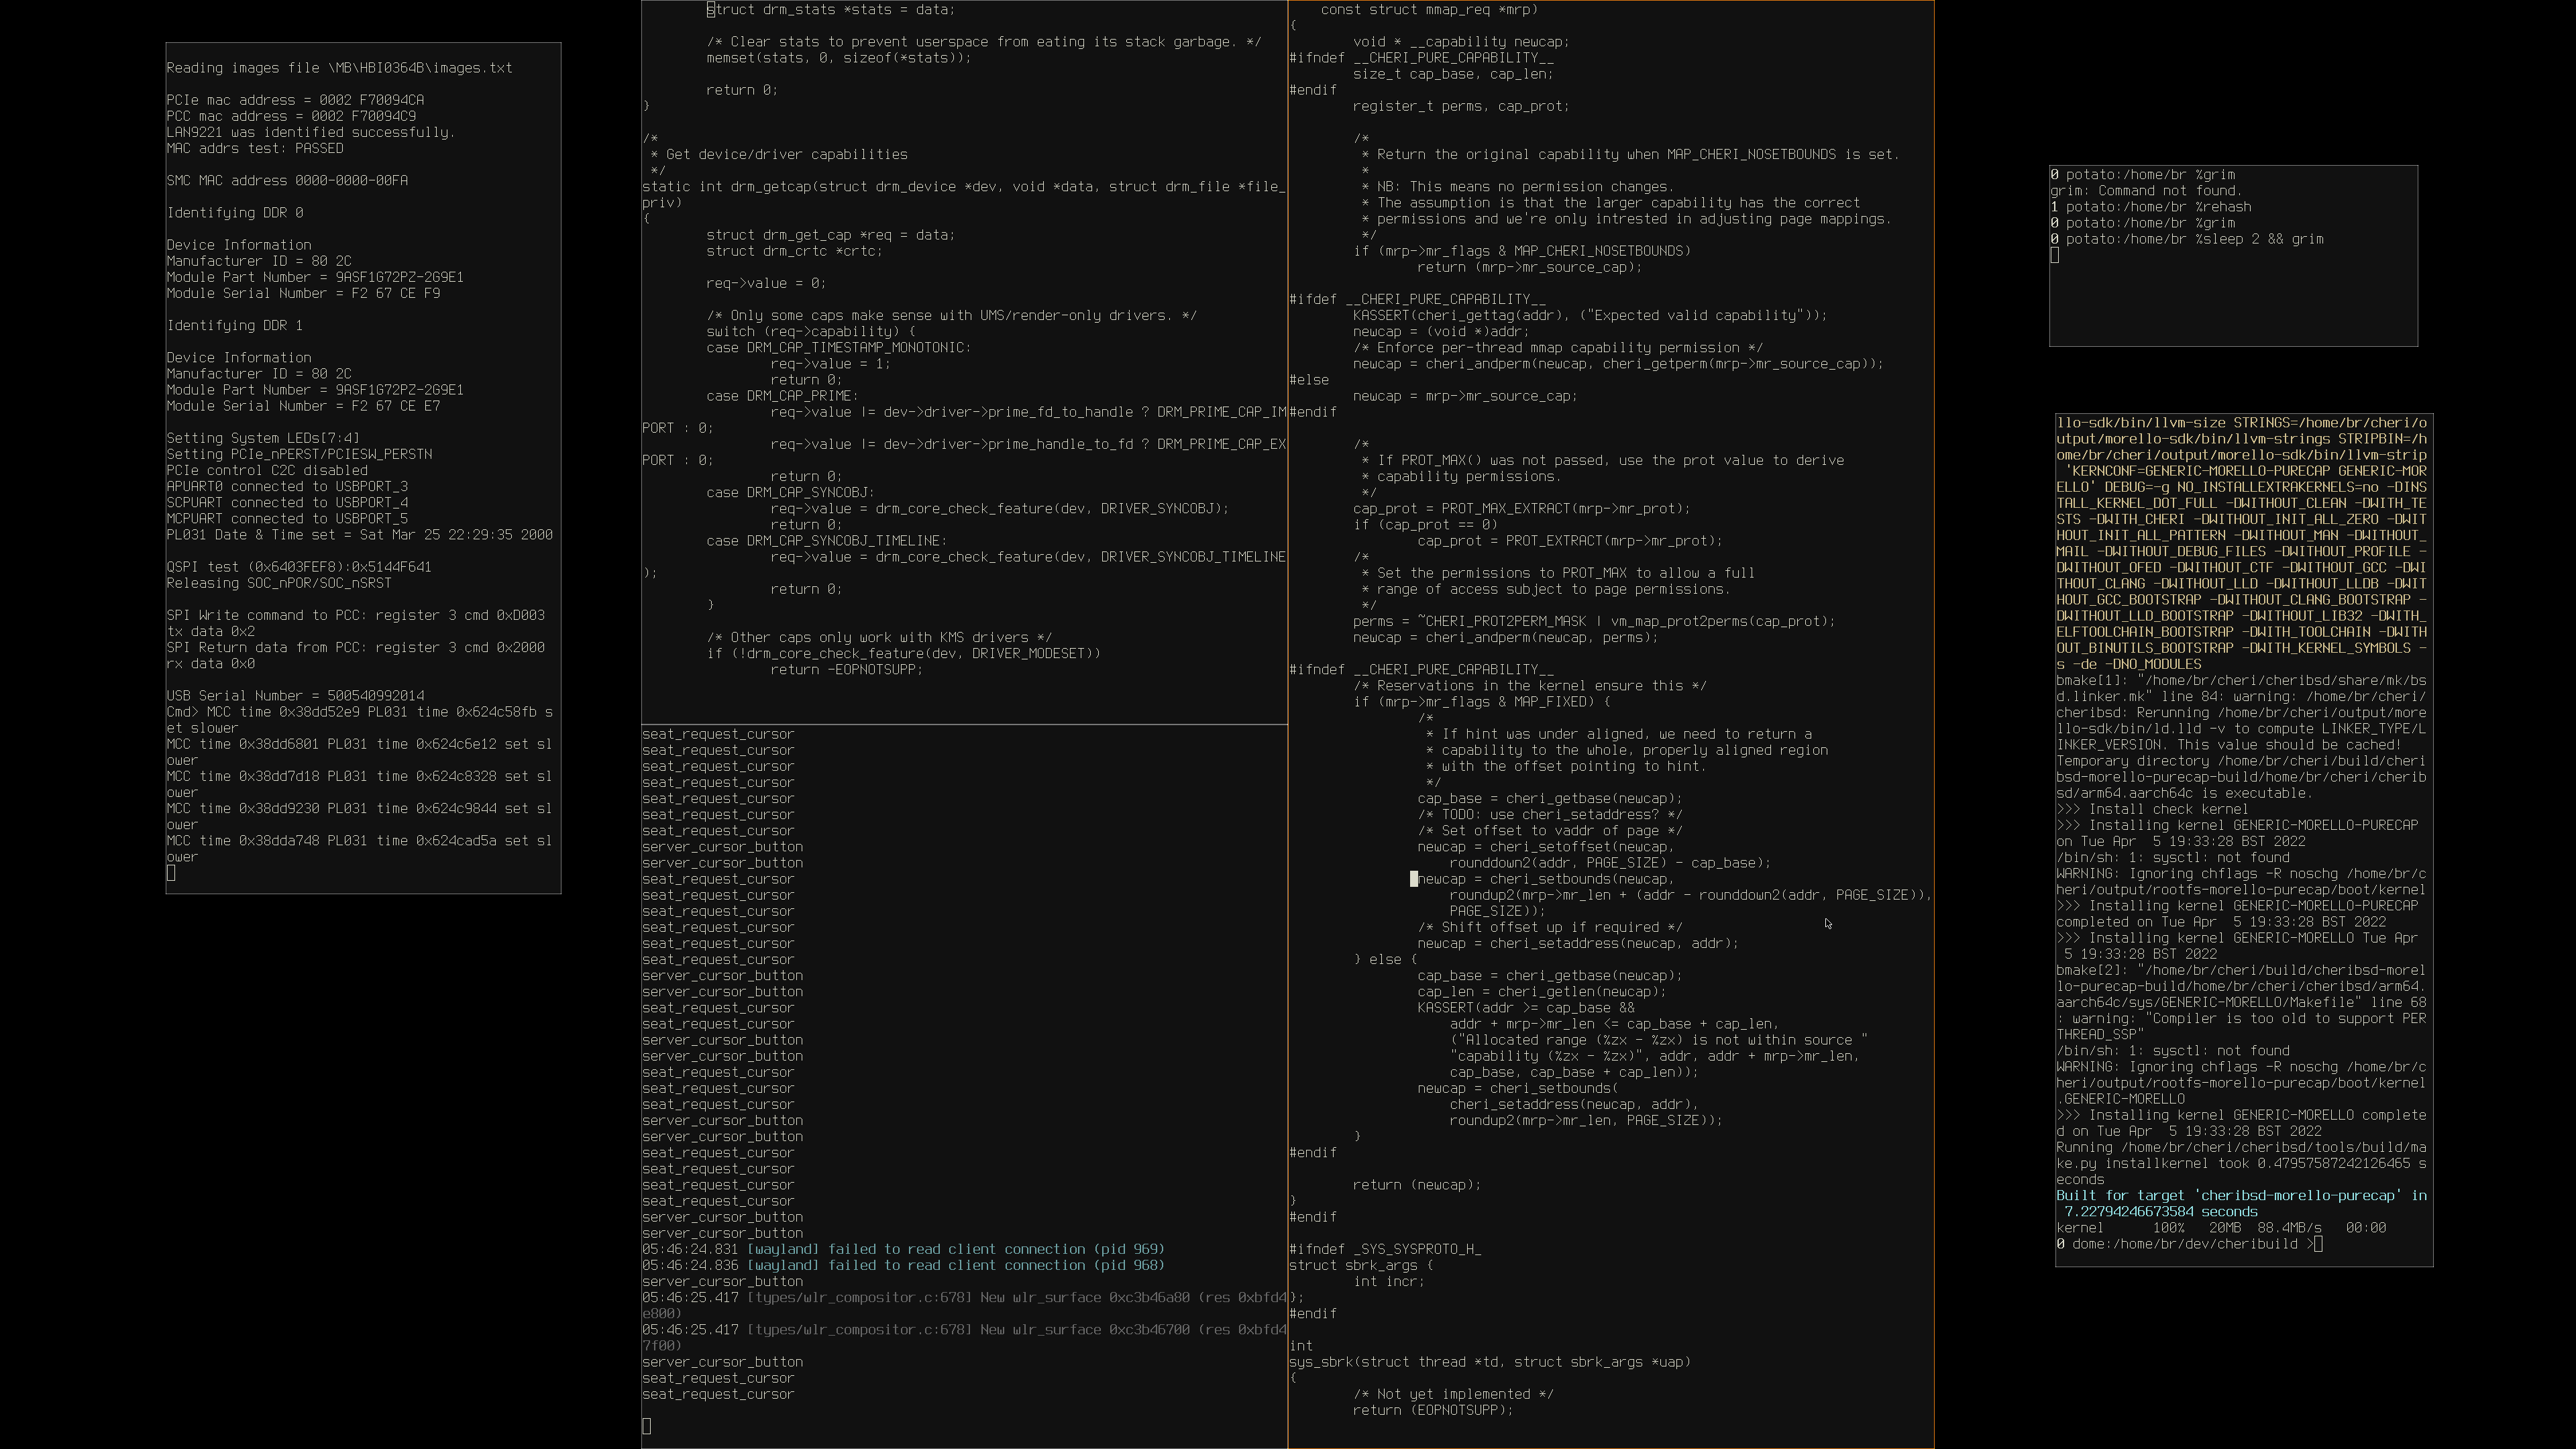 Reading images file \MB\HBI0364B\images.txt
PCIe mac address = 0002 F70094CA
PCC mac address = 0002 F70094C9
LAN9221 was identified successfully.
MAC addrs test: PASSED
SMC MAC address 0000-0000-00FA
Identifying DDR 0
Device Information
Manufacturer ID = 80 2C
Module Part Number = 9ASF1G72PZ-2G9E1
Module Serial Number = F2 67 CE F9
Identifying DDR 1
Device Information
Manufacturer ID = 80 2C
Module Part Number = 9ASF1G72PZ-2G9E1
Module Serial Number = F2 67 CE E7
Setting System LEDs[7:4]
Setting PCIe_nPERST/PCIESW_PERSTN
PCIe control C2C disabled
APUART0 connected to USBPORT_3
SCPUART connected to USBPORT_4
MCPUART connected to USBPORT_5
PL031 Date & Time set = Sat Mar 25 22:29:35 2000
QSPI test (0x6403FEF8):0x5144F641
Releasing SOC_nPOR/SOC_nSRST
SPI Write command to PCC: register 3 cmd 0xD003
tx data 0x2
SPI Return data from PCC: register 3 cmd 0x2000
rx data 0x0
USB Serial Number = 500540992014
Cmd> MCC time 0x38dd52e9 PL031 time 0x624c58fb s
et slower
MCC time 0x38dd6801 PL031 time 0x624c6e12 set sl
ower
MCC time 0x38dd7d18 PL031 time 0x624c8328 set sl
ower
MCC time 0x38dd9230 PL031 time 0x624c9844 set sl
ower
MCC time 0x38dda748 PL031 time 0x624cad5a set sl
ower
struct drm_stats *stats = data;
/* Clear stats to prevent userspace from eating its stack garbage. */
memset(stats, 0, sizeof(*stats));
return 0;
}
/*
* Get device/driver capabilities
*/
static int drm_getcap(struct drm_device *dev, void *data, struct drm_file *file_
priv)
{
struct drm_get_cap *req = data;
struct drm_crtc *crtc;
req->value = 0;
/* Only some caps make sense with UMS/render-only drivers. */
switch (req->capability) {
case DRM_CAP_TIMESTAMP_MONOTONIC:
req->value = 1;
return 0;
case DRM_CAP_PRIME:
req->value |= dev->driver->prime_fd_to_handle ? DRM_PRIME_CAP_IM
PORT : 0;
req->value |= dev->driver->prime_handle_to_fd ? DRM_PRIME_CAP_EX
PORT : 0;
return 0;
case DRM_CAP_SYNCOBJ:
req->value = drm_core_check_feature(dev, DRIVER_SYNCOBJ);
return 0;
case DRM_CAP_SYNCOBJ_TIMELINE:
req->value = drm_core_check_feature(dev, DRIVER_SYNCOBJ_TIMELINE
);
return 0;
}
/* Other caps only work with KMS drivers */
if (!drm_core_check_feature(dev, DRIVER_MODESET))
return -EOPNOTSUPP;
seat_request_cursor
seat_request_cursor
seat_request_cursor
seat_request_cursor
seat_request_cursor
seat_request_cursor
seat_request_cursor
server_cursor_button
server_cursor_button
seat_request_cursor
seat_request_cursor
seat_request_cursor
seat_request_cursor
seat_request_cursor
seat_request_cursor
server_cursor_button
server_cursor_button
seat_request_cursor
seat_request_cursor
server_cursor_button
server_cursor_button
seat_request_cursor
seat_request_cursor
seat_request_cursor
server_cursor_button
server_cursor_button
seat_request_cursor
seat_request_cursor
seat_request_cursor
seat_request_cursor
server_cursor_button
server_cursor_button
05:46:24.831 [wayland] failed to read client connection (pid 969)
05:46:24.836 [wayland] failed to read client connection (pid 968)
server_cursor_button
05:46:25.417 [types/wlr_compositor.c:678] New wlr_surface 0xc3b46a80 (res 0xbfd4
e800)
05:46:25.417 [types/wlr_compositor.c:678] New wlr_surface 0xc3b46700 (res 0xbfd4
7f00)
server_cursor_button
seat_request_cursor
seat_request_cursor
const struct mmap_req *mrp)
{
void * __capability newcap;
#ifndef __CHERI_PURE_CAPABILITY__
size_t cap_base, cap_len;
#endif
register_t perms, cap_prot;
/*
* Return the original capability when MAP_CHERI_NOSETBOUNDS is set.
*
* NB: This means no permission changes.
* The assumption is that the larger capability has the correct
* permissions and we're only intrested in adjusting page mappings.
*/
if (mrp->mr_flags & MAP_CHERI_NOSETBOUNDS)
return (mrp->mr_source_cap);
#ifdef __CHERI_PURE_CAPABILITY__
KASSERT(cheri_gettag(addr), ("Expected valid capability"));
newcap = (void *)addr;
/* Enforce per-thread mmap capability permission */
newcap = cheri_andperm(newcap, cheri_getperm(mrp->mr_source_cap));
#else
newcap = mrp->mr_source_cap;
#endif
/*
* If PROT_MAX() was not passed, use the prot value to derive
* capability permissions.
*/
cap_prot = PROT_MAX_EXTRACT(mrp->mr_prot);
if (cap_prot == 0)
cap_prot = PROT_EXTRACT(mrp->mr_prot);
/*
* Set the permissions to PROT_MAX to allow a full
* range of access subject to page permissions.
*/
perms = ~CHERI_PROT2PERM_MASK | vm_map_prot2perms(cap_prot);
newcap = cheri_andperm(newcap, perms);
#ifndef __CHERI_PURE_CAPABILITY__
/* Reservations in the kernel ensure this */
if (mrp->mr_flags & MAP_FIXED) {
/*
* If hint was under aligned, we need to return a
* capability to the whole, properly aligned region
* with the offset pointing to hint.
*/
cap_base = cheri_getbase(newcap);
/* TODO: use cheri_setaddress? */
/* Set offset to vaddr of page */
newcap = cheri_setoffset(newcap,
rounddown2(addr, PAGE_SIZE) - cap_base);
newcap = cheri_setbounds(newcap,
roundup2(mrp->mr_len + (addr - rounddown2(addr, PAGE_SIZE)),
PAGE_SIZE));
/* Shift offset up if required */
newcap = cheri_setaddress(newcap, addr);
} else {
cap_base = cheri_getbase(newcap);
cap_len = cheri_getlen(newcap);
KASSERT(addr >= cap_base &&
addr + mrp->mr_len <= cap_base + cap_len,
("Allocated range (%zx - %zx) is not within source "
"capability (%zx - %zx)", addr, addr + mrp->mr_len,
cap_base, cap_base + cap_len));
newcap = cheri_setbounds(
cheri_setaddress(newcap, addr),
roundup2(mrp->mr_len, PAGE_SIZE));
}
#endif
return (newcap);
}
#endif
#ifndef _SYS_SYSPROTO_H_
struct sbrk_args {
int incr;
};
#endif
int
sys_sbrk(struct thread *td, struct sbrk_args *uap)
{
/* Not yet implemented */
return (EOPNOTSUPP);
0 potato:/home/br %grim
grim: Command not found.
1 potato:/home/br %rehash
0 potato:/home/br %grim
0 potato:/home/br %sleep 2 && grim
llo-sdk/bin/llvm-size STRINGS=/home/br/cheri/o
utput/morello-sdk/bin/llvm-strings STRIPBIN=/h
ome/br/cheri/output/morello-sdk/bin/llvm-strip
'KERNCONF=GENERIC-MORELLO-PURECAP GENERIC-MOR
ELLO' DEBUG=-g NO_INSTALLEXTRAKERNELS=no -DINS
TALL_KERNEL_DOT_FULL -DWITHOUT_CLEAN -DWITH_TE
STS -DWITH_CHERI -DWITHOUT_INIT_ALL_ZERO -DWIT
HOUT_INIT_ALL_PATTERN -DWITHOUT_MAN -DWITHOUT_
MAIL -DWITHOUT_DEBUG_FILES -DWITHOUT_PROFILE -
DWITHOUT_OFED -DWITHOUT_CTF -DWITHOUT_GCC -DWI
THOUT_CLANG -DWITHOUT_LLD -DWITHOUT_LLDB -DWIT
HOUT_GCC_BOOTSTRAP -DWITHOUT_CLANG_BOOTSTRAP -
DWITHOUT_LLD_BOOTSTRAP -DWITHOUT_LIB32 -DWITH_
ELFTOOLCHAIN_BOOTSTRAP -DWITH_TOOLCHAIN -DWITH
OUT_BINUTILS_BOOTSTRAP -DWITH_KERNEL_SYMBOLS -
s -de -DNO_MODULES
bmake[1]: "/home/br/cheri/cheribsd/share/mk/bs
d.linker.mk" line 84: warning: /home/br/cheri/
cheribsd: Rerunning /home/br/cheri/output/more
llo-sdk/bin/ld.lld -v to compute LINKER_TYPE/L
INKER_VERSION. This value should be cached!
Temporary directory /home/br/cheri/build/cheri
bsd-morello-purecap-build/home/br/cheri/cherib
sd/arm64.aarch64c is executable.
>>> Install check kernel
>>> Installing kernel GENERIC-MORELLO-PURECAP
on Tue Apr  5 19:33:28 BST 2022
/bin/sh: 1: sysctl: not found
WARNING: Ignoring chflags -R noschg /home/br/c
heri/output/rootfs-morello-purecap/boot/kernel
>>> Installing kernel GENERIC-MORELLO-PURECAP
completed on Tue Apr  5 19:33:28 BST 2022
>>> Installing kernel GENERIC-MORELLO Tue Apr
5 19:33:28 BST 2022
bmake[2]: "/home/br/cheri/build/cheribsd-morel
lo-purecap-build/home/br/cheri/cheribsd/arm64.
aarch64c/sys/GENERIC-MORELLO/Makefile" line 68
: warning: "Compiler is too old to support PER
THREAD_SSP"
/bin/sh: 1: sysctl: not found
WARNING: Ignoring chflags -R noschg /home/br/c
heri/output/rootfs-morello-purecap/boot/kernel
.GENERIC-MORELLO
>>> Installing kernel GENERIC-MORELLO complete
d on Tue Apr  5 19:33:28 BST 2022
Running /home/br/cheri/cheribsd/tools/build/ma
ke.py installkernel took 0.47957587242126465 s
econds
Built for target 'cheribsd-morello-purecap' in
7.22794246673584 seconds
kernel 100% 20MB 88.4MB/s 00:00
0 dome:/home/br/dev/cheribuild >